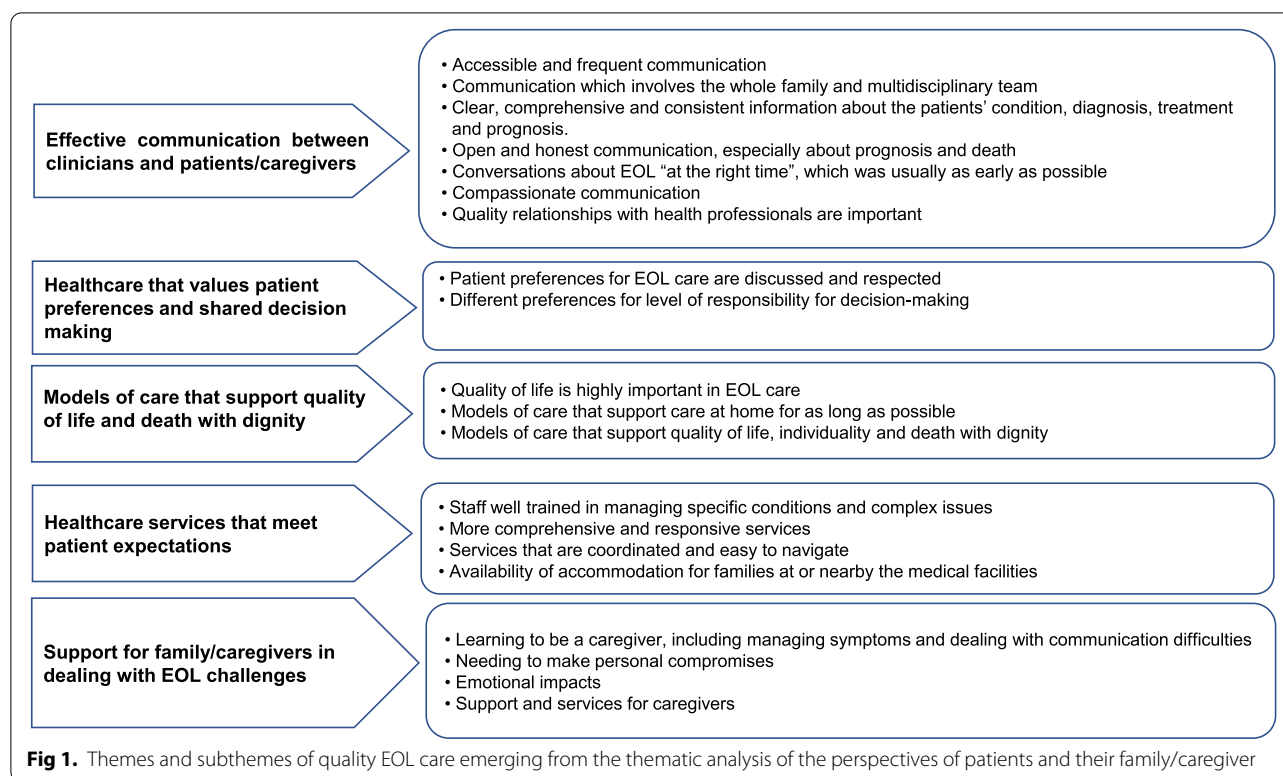 Effective communication between
clinicians and patients/caregivers
• Accessible and frequent communication
• Communication which involves the whole family and multidisciplinary team
• Clear, comprehensive and consistent information about the patients' condition, diagnosis, treatment
and prognosis.
• Open and honest communication, especially about prognosis and death
• Conversations about EOL "at the right time", which was usually as early as possible
• Compassionate communication
• Quality relationships with health professionals are important
Healthcare that values patient
preferences and shared decision
making
• Patient preferences for EOL care are discussed and respected
• Different preferences for level of responsibility for decision-making
Models of care that support quality
of life and death with dignity
• Quality of life is highly important in EOL care
• Models of care that support care at home for as long as possible
• Models of care that support quality of life, individuality and death with dignity
Healthcare services that meet
patient expectations
• Staff well trained in managing specific conditions and complex issues
• More comprehensive and responsive services
• Services that are coordinated and easy to navigate
• Availability of accommodation for families at or nearby the medical facilities
Support for family/caregivers in
dealing with EOL challenges
• Learning to be a caregiver, including managing symptoms and dealing with communication difficulties
• Needing to make personal compromises
• Emotional impacts
• Support and services for caregivers
Fig 1. Themes and subthemes of quality EOL care emerging from the thematic analysis of the perspectives of patients and their family/caregiver